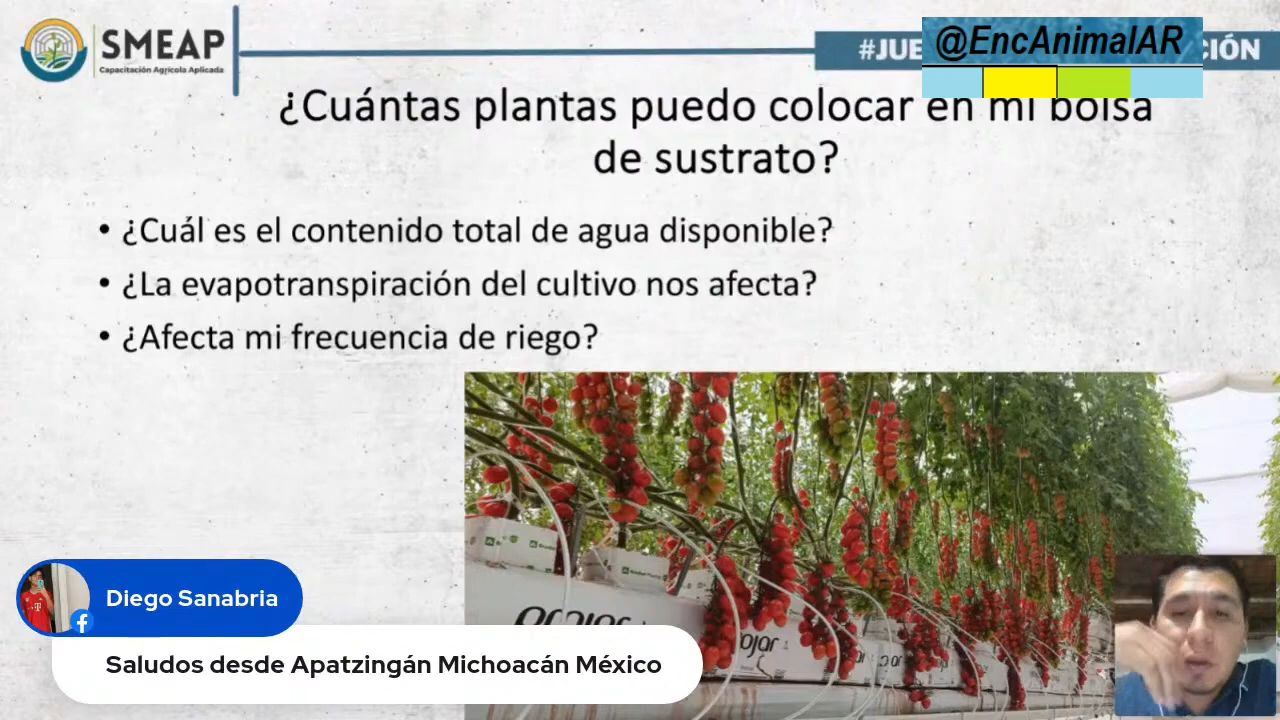 SMEAP
Capacitación Agrícola Aplicada
@EncAnimalAR
¿Cuántas plantas puedo colocar en mi bolsa
de sustrato?
• ¿Cuál es el contenido total de agua disponible?
• ¿La evapotranspiración del cultivo nos afecta?
• ¿Afecta mi frecuencia de riego?
Diego Sanabria
Saludos desde Apatzingán Michoacán México